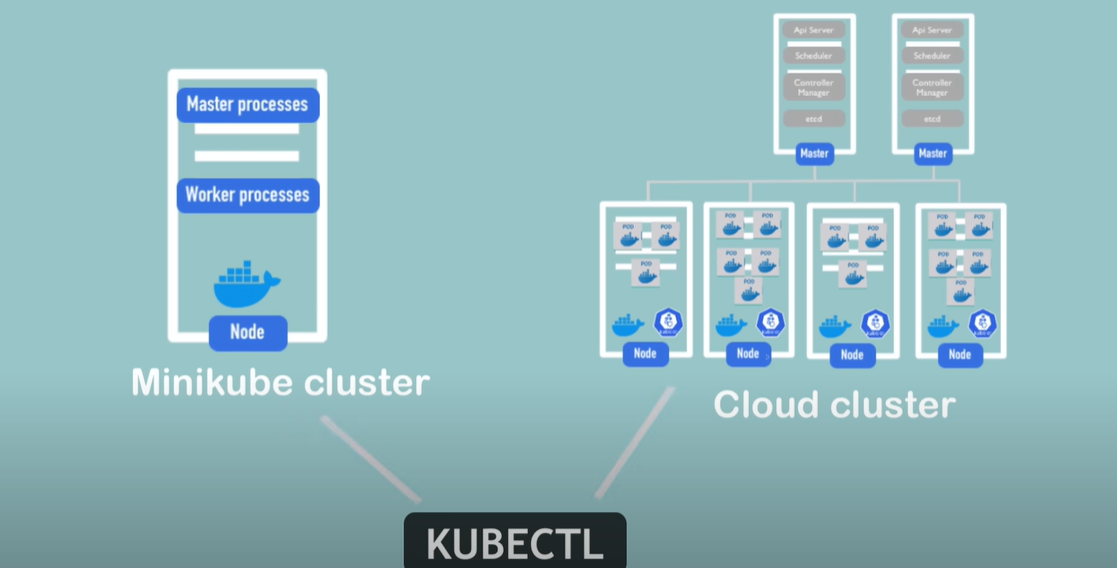 Master processes
Worker processes
Node
Minikube cluster
Api Server
Scheduler
Controller
Manager
etcd
Master
Api Server
Scheduler
Controller
Manager
etcd
Master
POD
POD
POD
Node
POD
POD
POD
POD
POD
Node
POD
POD
POD
Node
POD
POD
POD
POD
POD
Node
Cloud cluster
KUBECTL